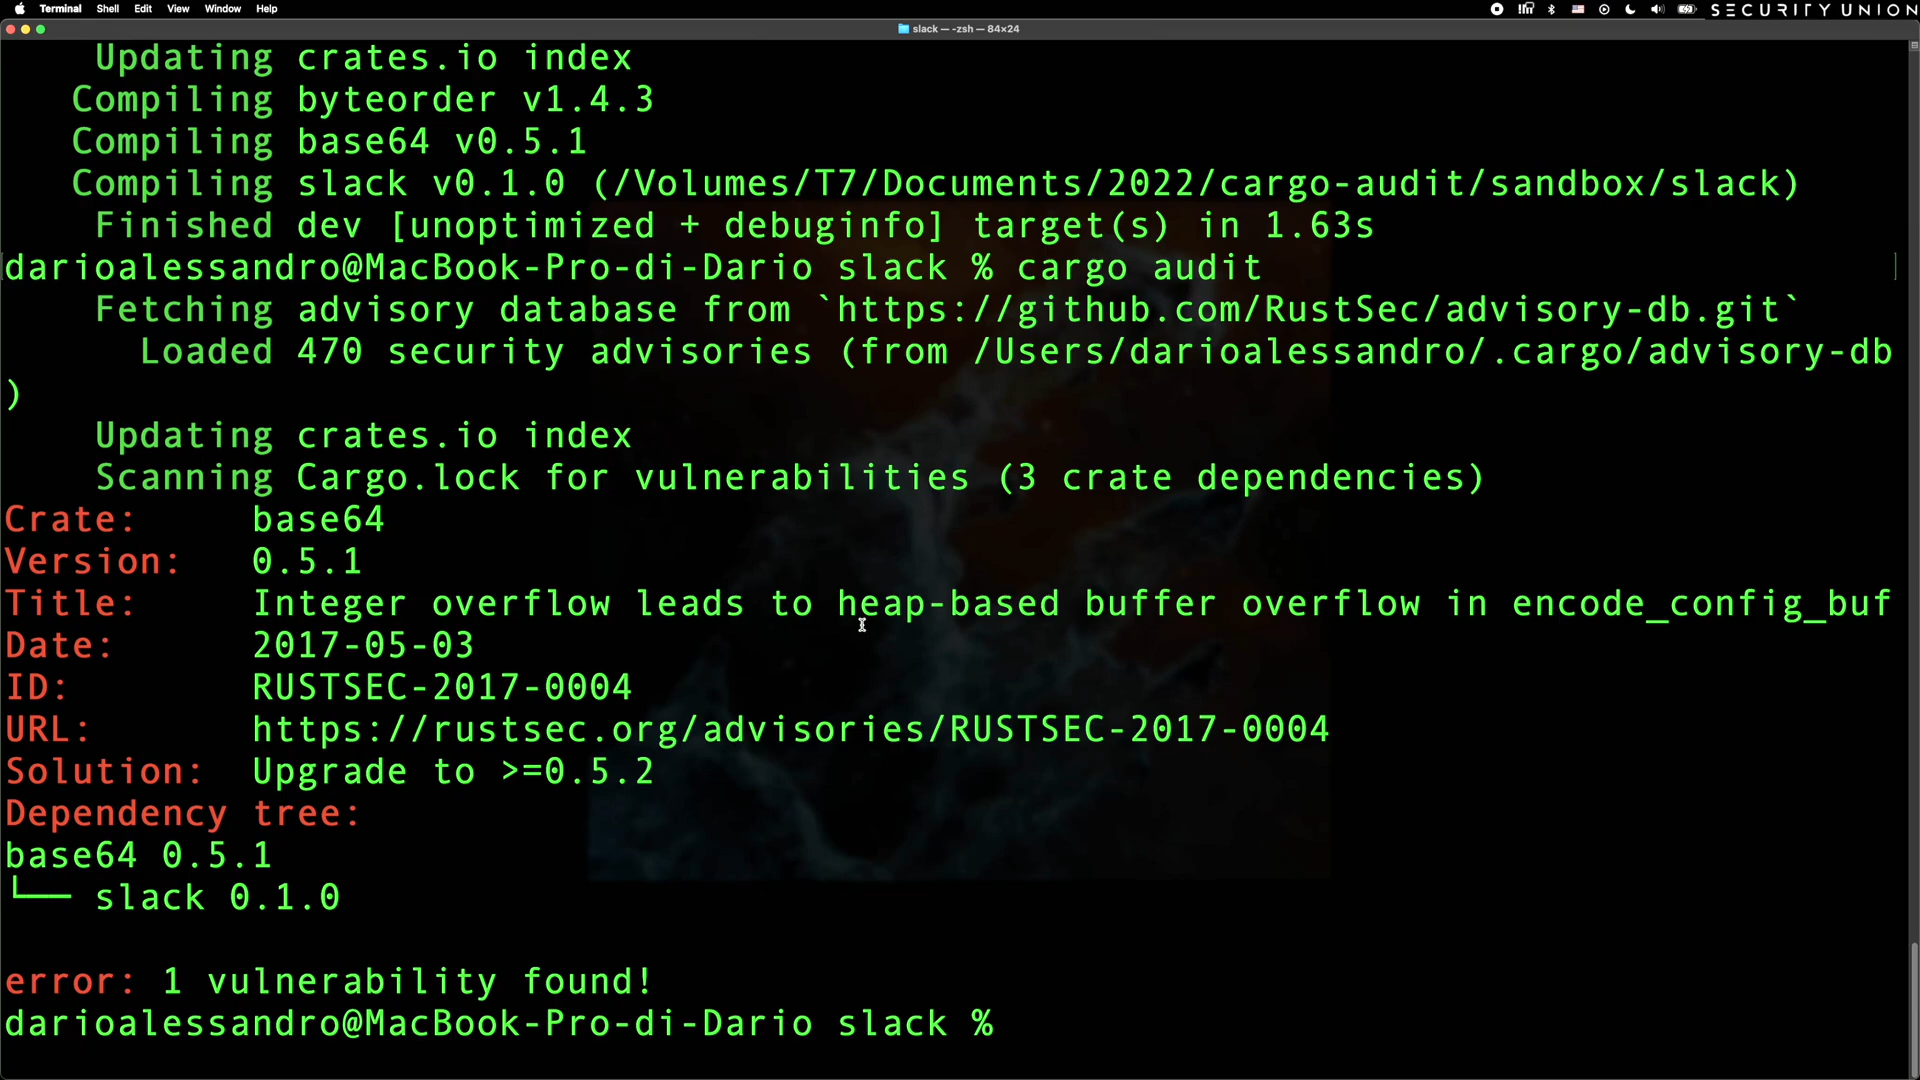 Terminal Shell Edit View Window Help
SECURITY UNION
slack — -zsh — 84×24
Updating crates.io index
Compiling byteorder v1.4.3
Compiling base64 v0.5.1
Compiling slack v0.1.0 (/Volumes/T7/Documents/2022/cargo-audit/sandbox/slack)
Finished dev [unoptimized + debuginfo] target(s) in 1.63s
darioalessandro@MacBook-Pro-di-Dario slack % cargo audit
Fetching advisory database from `https://github.com/RustSec/advisory-db.git`
Loaded 470 security advisories (from /Users/darioalessandro/.cargo/advisory-db
)
Updating crates.io index
Scanning Cargo.lock for vulnerabilities (3 crate dependencies)
Crate: base64
Version: 0.5.1
Title: Integer overflow leads to heap-based buffer overflow in encode_config_buf
Date: 2017-05-03
ID: RUSTSEC-2017-0004
URL: https://rustsec.org/advisories/RUSTSEC-2017-0004
Solution: Upgrade to >=0.5.2
Dependency tree:
base64 0.5.1
└── slack 0.1.0
error: 1 vulnerability found!
darioalessandro@MacBook-Pro-di-Dario slack %